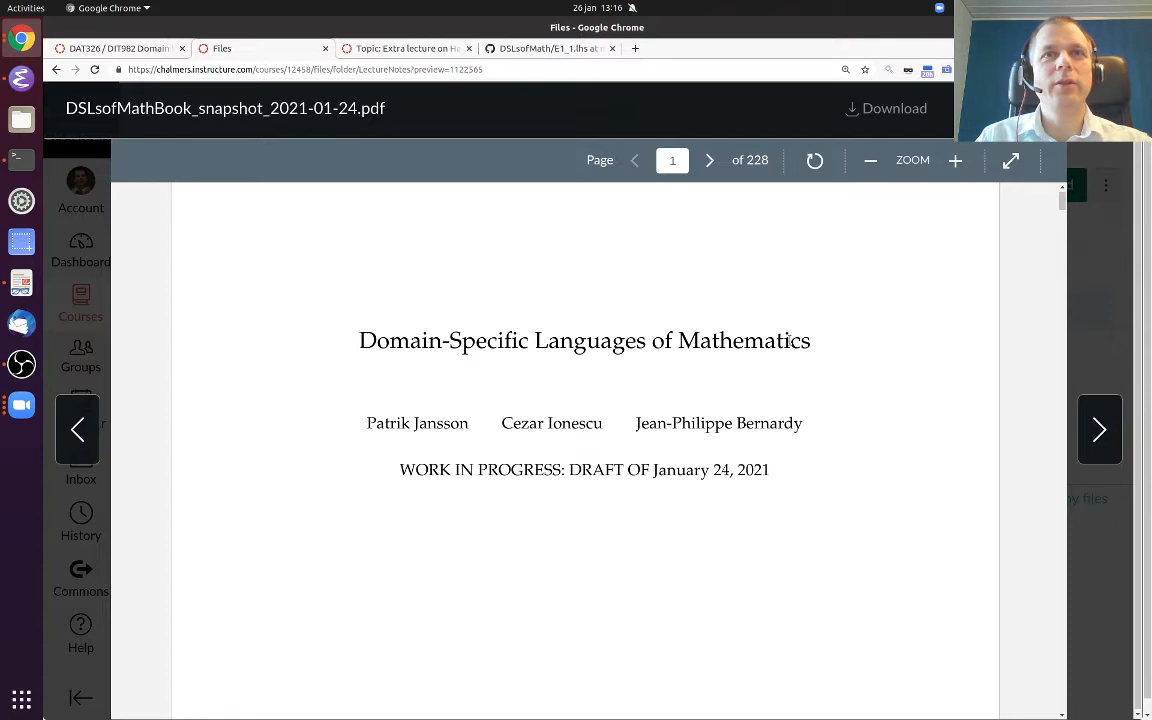 Activities
Google Chrome
26 jan 13:16
Files - Google Chrome
DAT326 / DIT982 Domain
Files
Topic: Extra lecture on Ha
DSLsofMath/E1_1.lhs at m
https://chalmers.instructure.com/courses/12458/files/folder/LectureNotes?preview=1122565
DSLsofMathBook_snapshot_2021-01-24.pdf
Download
Page
1
of 228
ZOOM
Account
Dashboard
Courses
Groups
Inbox
History
Commons
Help
Domain-Specific Languages of Mathematics
Patrik Jansson Cezar Ionescu Jean-Philippe Bernardy
WORK IN PROGRESS: DRAFT OF January 24, 2021
my files